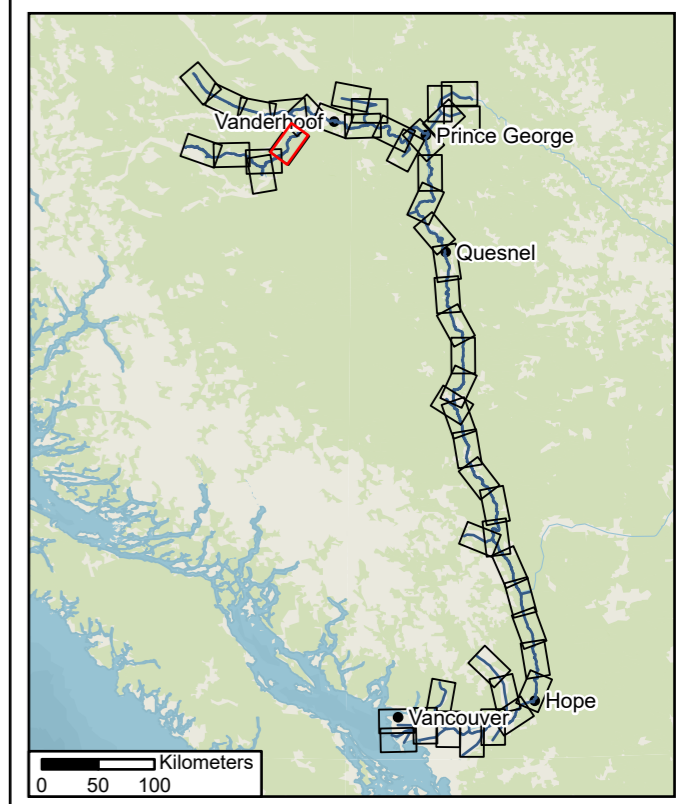 Vanderhoof
Prince George
Quesnel
Hope
Vancouver
Kilometers
0 50 100